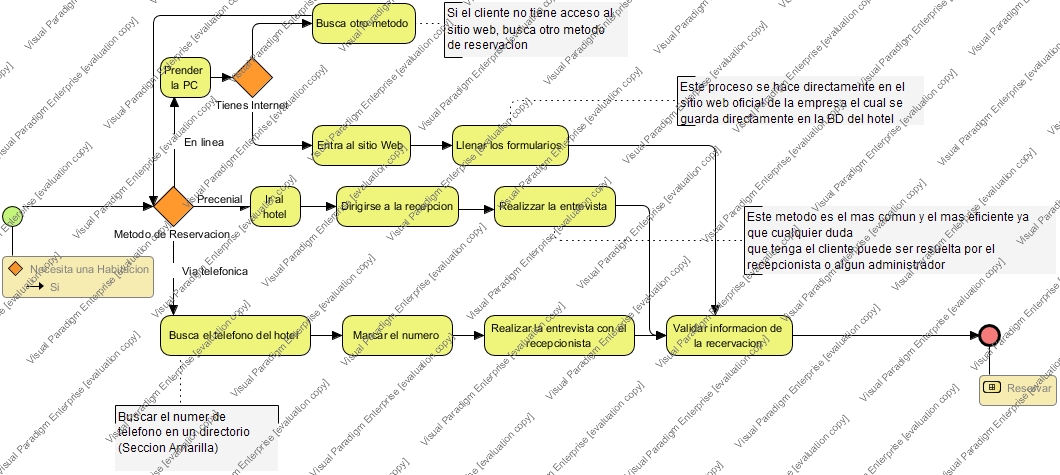 Busca otro metodo
Si el cliente no tiene acceso al
sitio web, busca otro metodo
de reservacion
Prender
la PC
Tienes Internet
Este proceso se hace directamente en el
sitio web oficial de la empresa el cual se
guarda directamente en la BD del hotel
En linea
Entra al sitio Web
Llenar los formularios
Precenial
Ir al
hotel
Dirigirse a la recepcion
Realizzar la entrevista
Metodo de Reservacion
Este metodo es el mas comun y el mas eficiente ya
que cualquier duda
que tenga el cliente puede ser resuelta por el
recepcionista o algun administrador
Necesita una Habitacion
Si
Via telefonica
Busca el telefono del hotel
Marcar el numero
Realizar la entrevista con el
recepcionista
Validar informacion de
la recervacion
Reservar
Buscar el numer de
telefono en un directorio
(Seccion Amarilla)
Visual Paradigm Enterprise [evaluation copy]